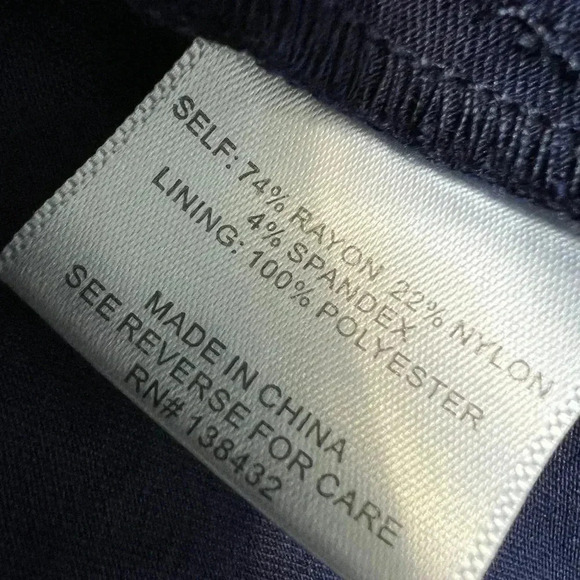 SELF: 74% RAYON 22% NYLON
4% SPANDEX
LINING: 100% POLYESTER
MADE IN CHINA
SEE REVERSE FOR CARE
RN# 138432